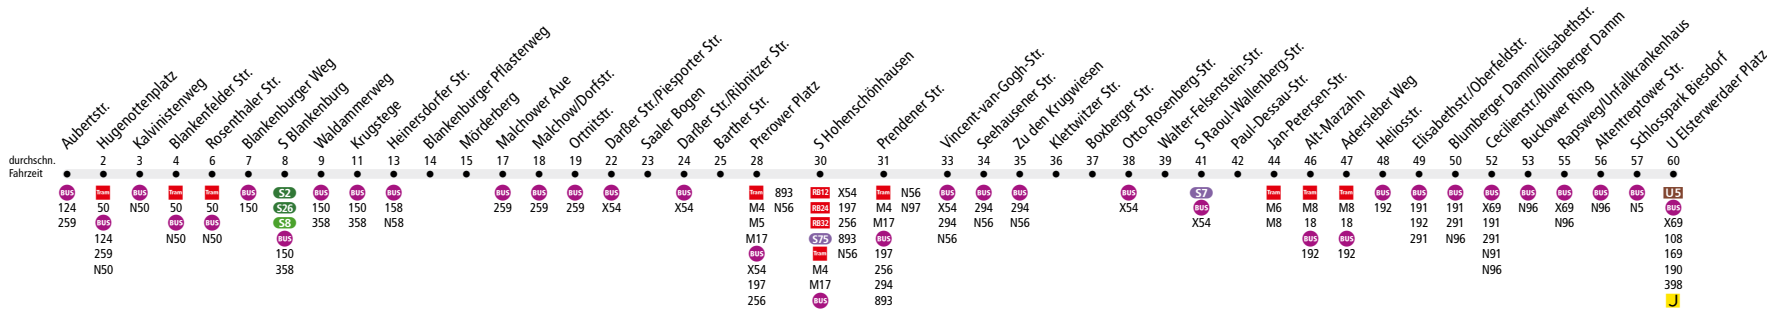 Aubertstr.
Hugenottenplatz
Kalvinistenweg
Blankenfelder Str.
Rosenthaler Str.
Blankenburger Weg
S Blankenburg
Waldammerweg
Krugstege
Heinersdorfer Str.
Blankenburger Pflasterweg
Mörderberg
Malchower Aue
Malchow/Dorfstr.
Ortnitstr.
Darßer Str./Piesporter Str.
Saaler Bogen
Darßer Str./Ribnitzer Str.
Barther Str.
Prerower Platz
S Hohenschönhausen
Prendener Str.
Vincent-van-Gogh-Str.
Seehausener Str.
Zu den Krugwiesen
Klettwitzer Str.
Boxberger Str.
Otto-Rosenberg-Str.
Walter-Felsenstein-Str.
S Raoul-Wallenberg-Str.
Paul-Dessau-Str.
Jan-Petersen-Str.
Alt-Marzahn
Adersleber Weg
Heliosstr.
Elisabethstr./Oberfeldstr.
Blumberger Damm/Elisabethstr.
Cecilienstr./Blumberger Damm
Buckower Ring
Rapsweg/Unfallkrankenhaus
Altentreptower Str.
Schlosspark Biesdorf
U Elsterwerdaer Platz
durchschn. 2 3 4 6 7 8 9 11 13 14 15 17 18 19 22 23 24 25 28 30 31 33 34 35 36 37 38 39 41 42 44 46 47 48 49 50 52 53 55 56 57 60
Fahrzeit
BUS Tram BUS Tram Tram BUS S2 BUS BUS BUS BUS BUS BUS BUS BUS Tram 893 RB12 X54 Tram N56 BUS BUS BUS BUS S7 Tram Tram Tram BUS BUS BUS BUS BUS BUS BUS BUS U5
124 50 N50 50 50 150 S26 150 150 158 259 259 259 X54 X54 M4 N56 RB24 197 M4 N97 X54 294 294 X54 BUS M6 M8 M8 192 191 191 X69 N96 X69 N96 N5 BUS
259 BUS BUS BUS S8 358 358 N58 M5 RB32 256 M17 294 N56 N56 X54 M8 18 18 192 291 191 N96 X69
124 N50 N50 BUS M17 S75 893 BUS N56 BUS BUS 291 N96 291 108
259 150 BUS Tram N56 197 192 192 N91 169
N50 358 X54 M4 256 N96 190
197 M17 294 398
256 BUS 893 J